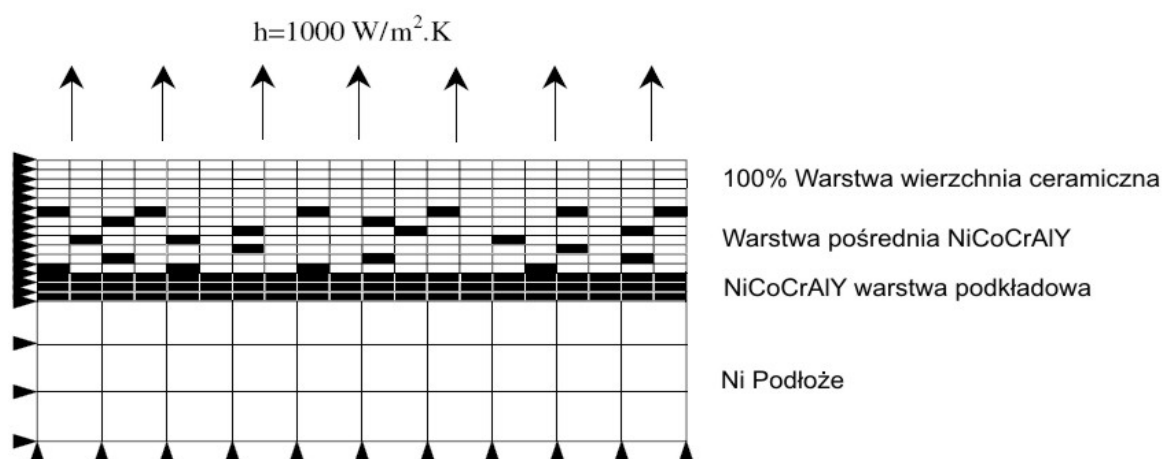 h=1000 W/m².K
100% Warstwa wierzchnia ceramiczna
Warstwa pośrednia NiCoCrAlY
NiCoCrAlY warstwa podkładowa
Ni Podłoże